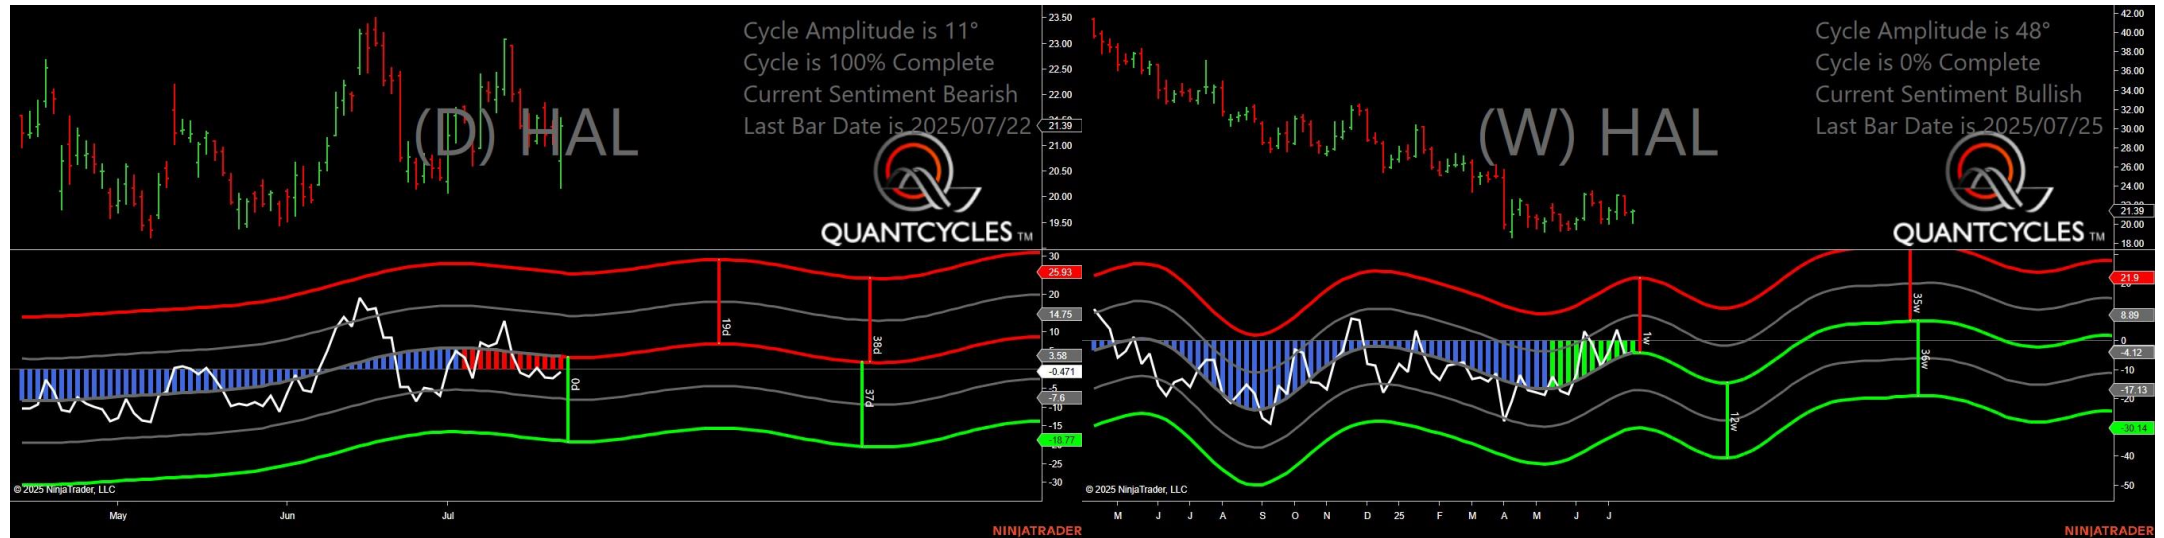 Cycle Amplitude is 11°
Cycle is 100% Complete
Current Sentiment Bearish
Last Bar Date is 2025/07/22
(D) HAL
QUANTCYCLES TM
23.50
23.00
22.50
22.00
21.39
21.00
20.50
20.00
19.50
30
25.93
20
14.75
10
3.58
-0.471
-5
-7.6
-10
-15
-18.77
-25
-30
0d
19d
38d
37d
© 2025 NinjaTrader, LLC
May
Jun
Jul
NINJATRADER
Cycle Amplitude is 48°
Cycle is 0% Complete
Current Sentiment Bullish
Last Bar Date is 2025/07/25
(W) HAL
QUANTCYCLES TM
42.00
40.00
38.00
36.00
34.00
32.00
30.00
28.00
26.00
24.00
21.39
20.00
18.00
21.9
8.89
0
-4.12
-10
-17.13
-30.14
-40
-50
1w
12w
35w
36w
© 2025 NinjaTrader, LLC
M
J
J
A
S
O
N
D
25
F
M
A
M
J
J
NINJATRADER